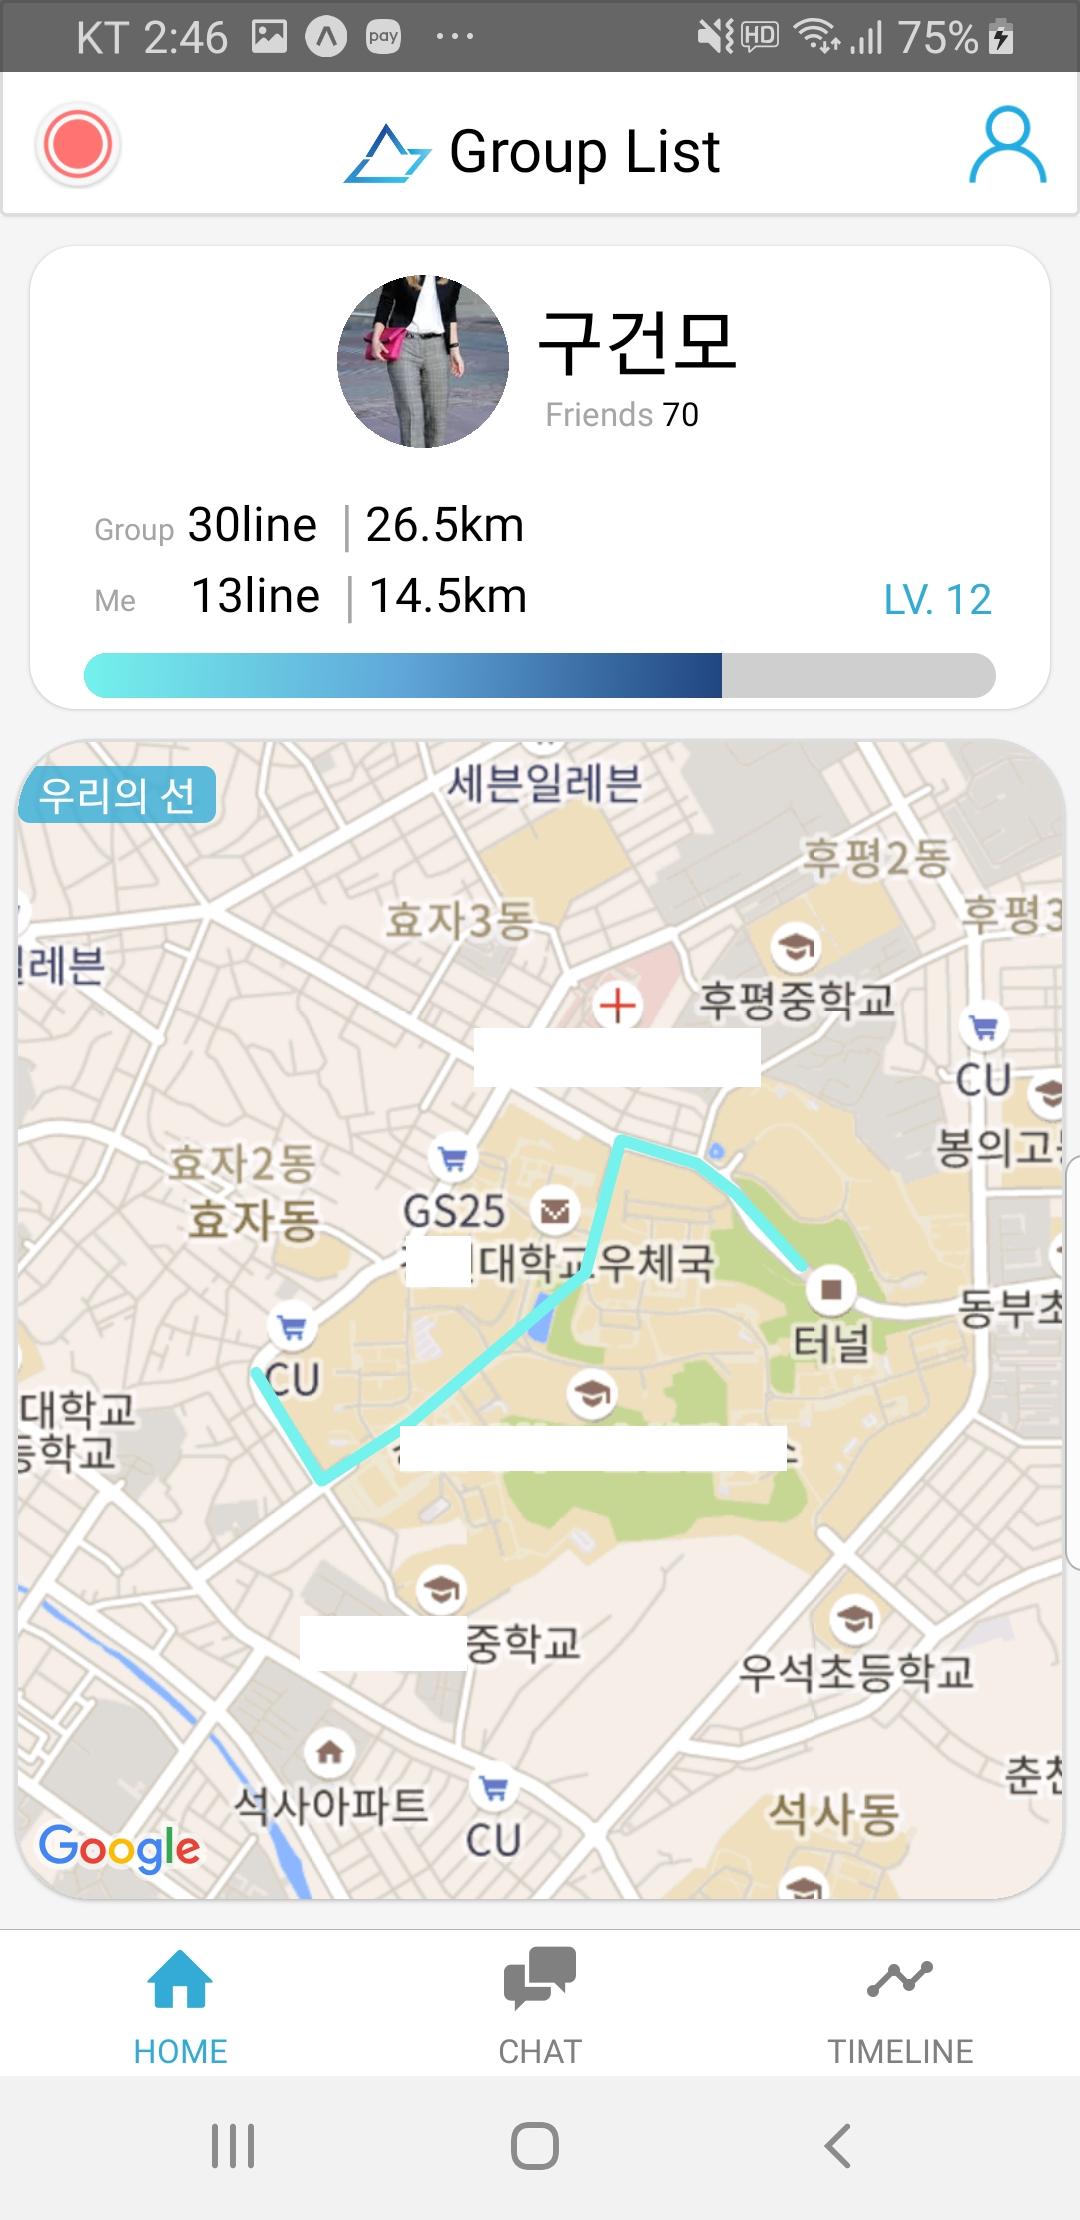 KT 2:46 pay ... HD 75%
Group List
구건모
Friends 70
Group 30line | 26.5km
Me 13line | 14.5km
LV. 12
우리의 선
세븐일레븐
후평2동
효자3동
후평3
레븐
후평중학교
CU
봉의고
효자2동
효자동
GS25
대학교우체국
동부초
터널
CU
대학교
등학교
중학교
우석초등학교
석사아파트
춘천
석사동
CU
Google
HOME CHAT TIMELINE